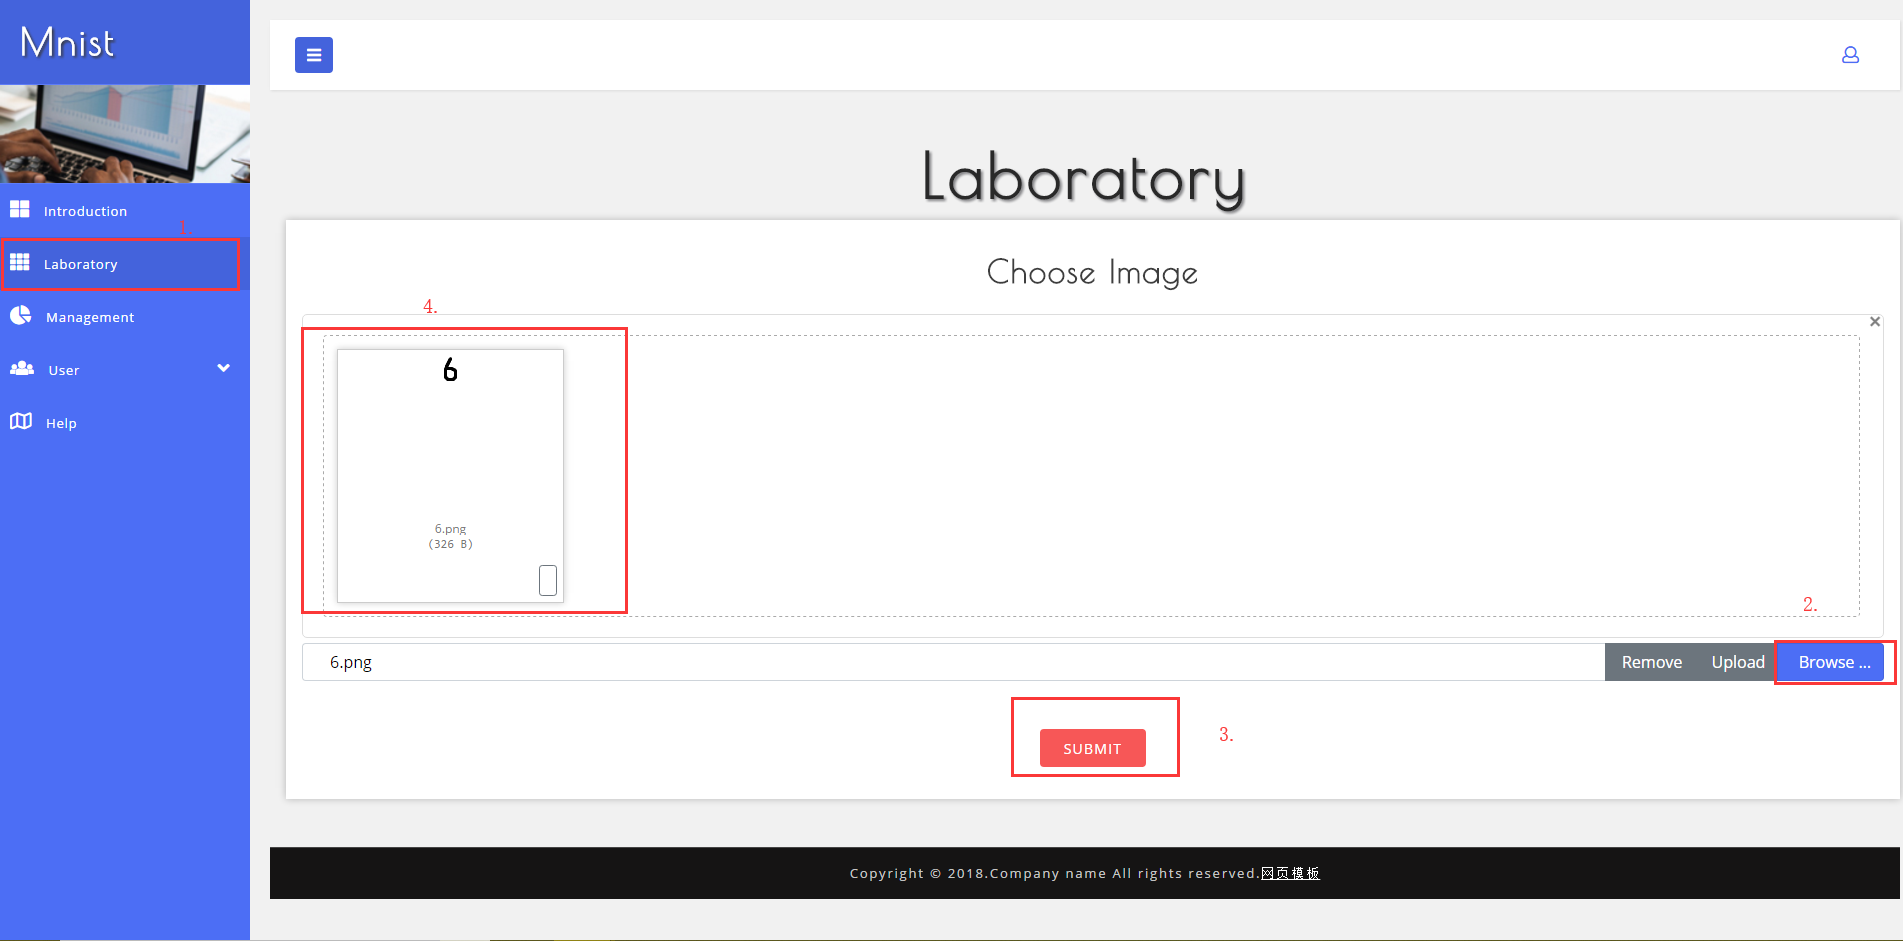 Mnist
Introduction
1.
Laboratory
Management
User
Help
Laboratory
Choose Image
4.
×
6
6.png
(326 B)
2.
6.png
Remove
Upload
Browse ...
SUBMIT
3.
Copyright © 2018.Company name All rights reserved.网页模板